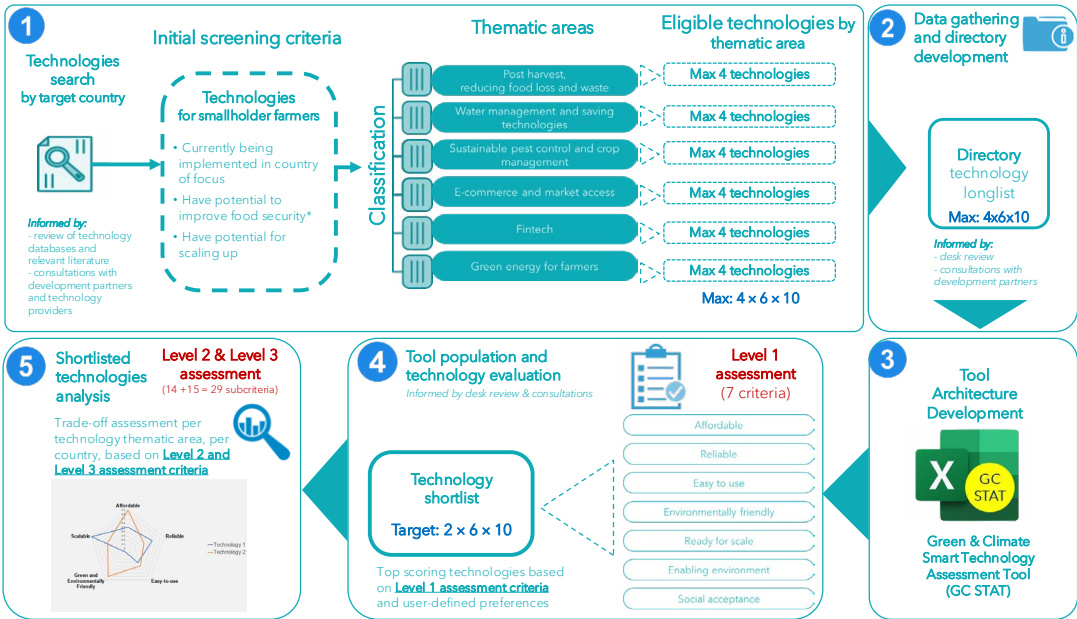 1
Technologies
search
by target country
Informed by:
- review of technology
databases and
relevant literature
- consultations with
development partners
and technology
providers
Initial screening criteria
Technologies
for smallholder farmers
• Currently being
implemented in country
of focus
• Have potential to
improve food security*
• Have potential for
scaling up
Classification
Thematic areas
Post harvest,
reducing food loss and waste
Water management and saving
technologies
Sustainable pest control and crop
management
E-commerce and market access
Fintech
Green energy for farmers
Eligible technologies by
thematic area
Max 4 technologies
Max 4 technologies
Max 4 technologies
Max 4 technologies
Max 4 technologies
Max 4 technologies
Max: 4 × 6 × 10
2
Data gathering
and directory
development
Directory
technology
longlist
Max: 4x6x10
Informed by:
- desk review
- consultations with
development partners
3
Tool
Architecture
Development
X
GC
STAT
Green & Climate
Smart Technology
Assessment Tool
(GC STAT)
4
Tool population and
technology evaluation
Informed by desk review & consultations
Level 1
assessment
(7 criteria)
Affordable
Reliable
Easy to use
Environmentally friendly
Ready for scale
Enabling environment
Social acceptance
Technology
shortlist
Target: 2 × 6 × 10
Top scoring technologies based
on Level 1 assessment criteria
and user-defined preferences
5
Shortlisted
technologies
analysis
Level 2 & Level 3
assessment
(14 +15 = 29 subcriteria)
Trade-off assessment per
technology thematic area, per
country, based on Level 2 and
Level 3 assessment criteria
Affordable
Scalable
Reliable
Green and
Environmentally
Friendly
Easy to use
Technology 1
Technology 2